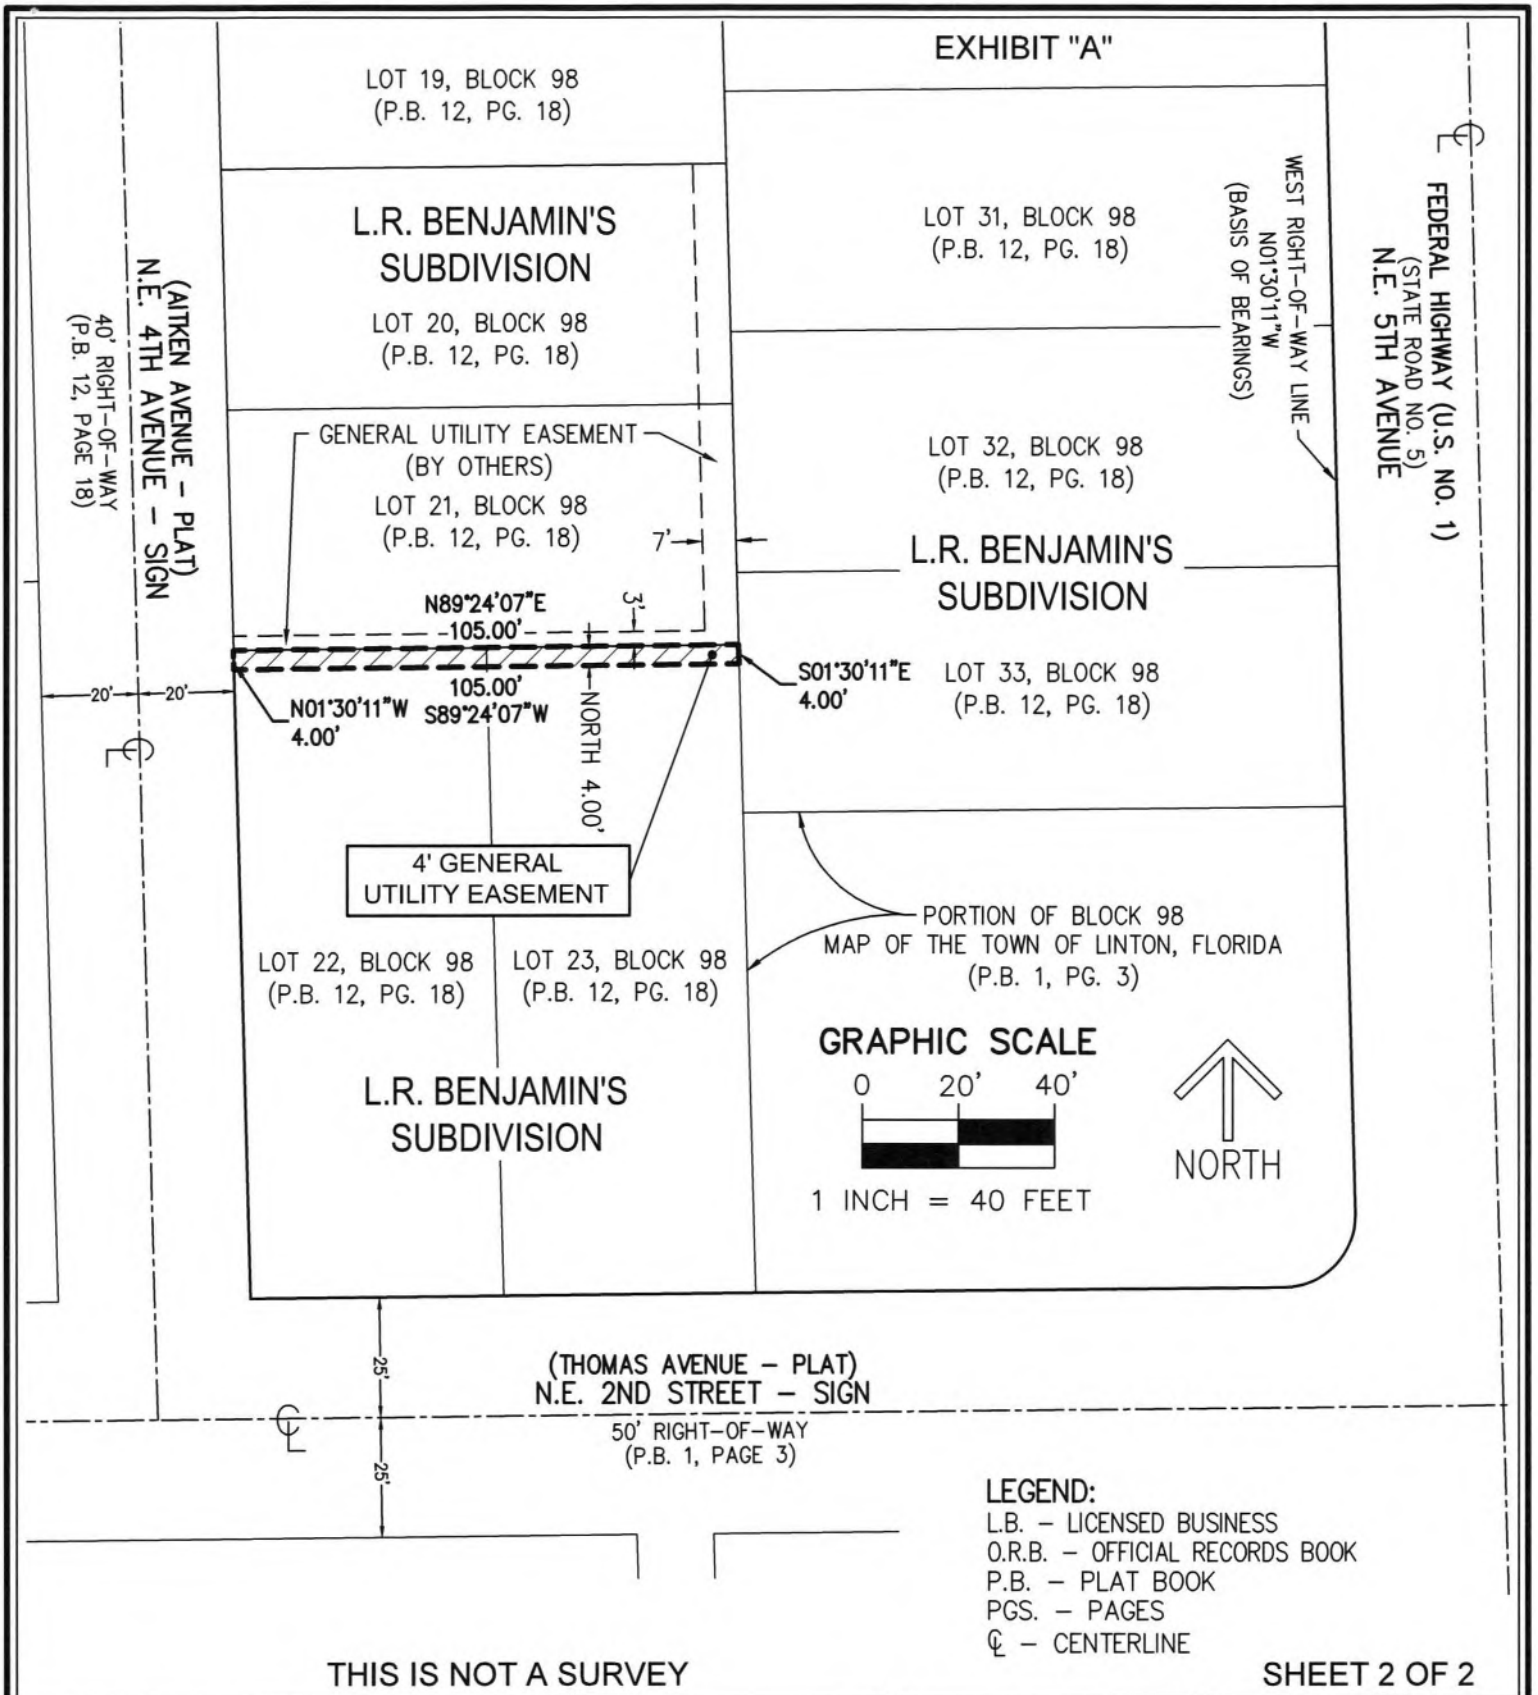 EXHIBIT "A"
LOT 19, BLOCK 98
(P.B. 12, PG. 18)
L.R. BENJAMIN'S
SUBDIVISION
LOT 20, BLOCK 98
(P.B. 12, PG. 18)
LOT 31, BLOCK 98
(P.B. 12, PG. 18)
WEST RIGHT-OF-WAY LINE
N01°30'11"W
(BASIS OF BEARINGS)
FEDERAL HIGHWAY (U.S. NO. 1)
(STATE ROAD NO. 5)
N.E. 5TH AVENUE
(AITKEN AVENUE - PLAT)
N.E. 4TH AVENUE - SIGN
40' RIGHT-OF-WAY
(P.B. 12, PAGE 18)
GENERAL UTILITY EASEMENT
(BY OTHERS)
LOT 21, BLOCK 98
(P.B. 12, PG. 18)
7'
LOT 32, BLOCK 98
(P.B. 12, PG. 18)
L.R. BENJAMIN'S
SUBDIVISION
N89°24'07"E
105.00'
3'
105.00'
S89°24'07"W
N01°30'11"W
4.00'
NORTH 4.00'
S01°30'11"E
4.00'
LOT 33, BLOCK 98
(P.B. 12, PG. 18)
20'
20'
4' GENERAL
UTILITY EASEMENT
LOT 22, BLOCK 98
(P.B. 12, PG. 18)
LOT 23, BLOCK 98
(P.B. 12, PG. 18)
PORTION OF BLOCK 98
MAP OF THE TOWN OF LINTON, FLORIDA
(P.B. 1, PG. 3)
L.R. BENJAMIN'S
SUBDIVISION
GRAPHIC SCALE
0 20' 40'
1 INCH = 40 FEET
NORTH
25'
(THOMAS AVENUE - PLAT)
N.E. 2ND STREET - SIGN
50' RIGHT-OF-WAY
(P.B. 1, PAGE 3)
25'
LEGEND:
L.B. - LICENSED BUSINESS
O.R.B. - OFFICIAL RECORDS BOOK
P.B. - PLAT BOOK
PGS. - PAGES
℄ - CENTERLINE
THIS IS NOT A SURVEY
SHEET 2 OF 2